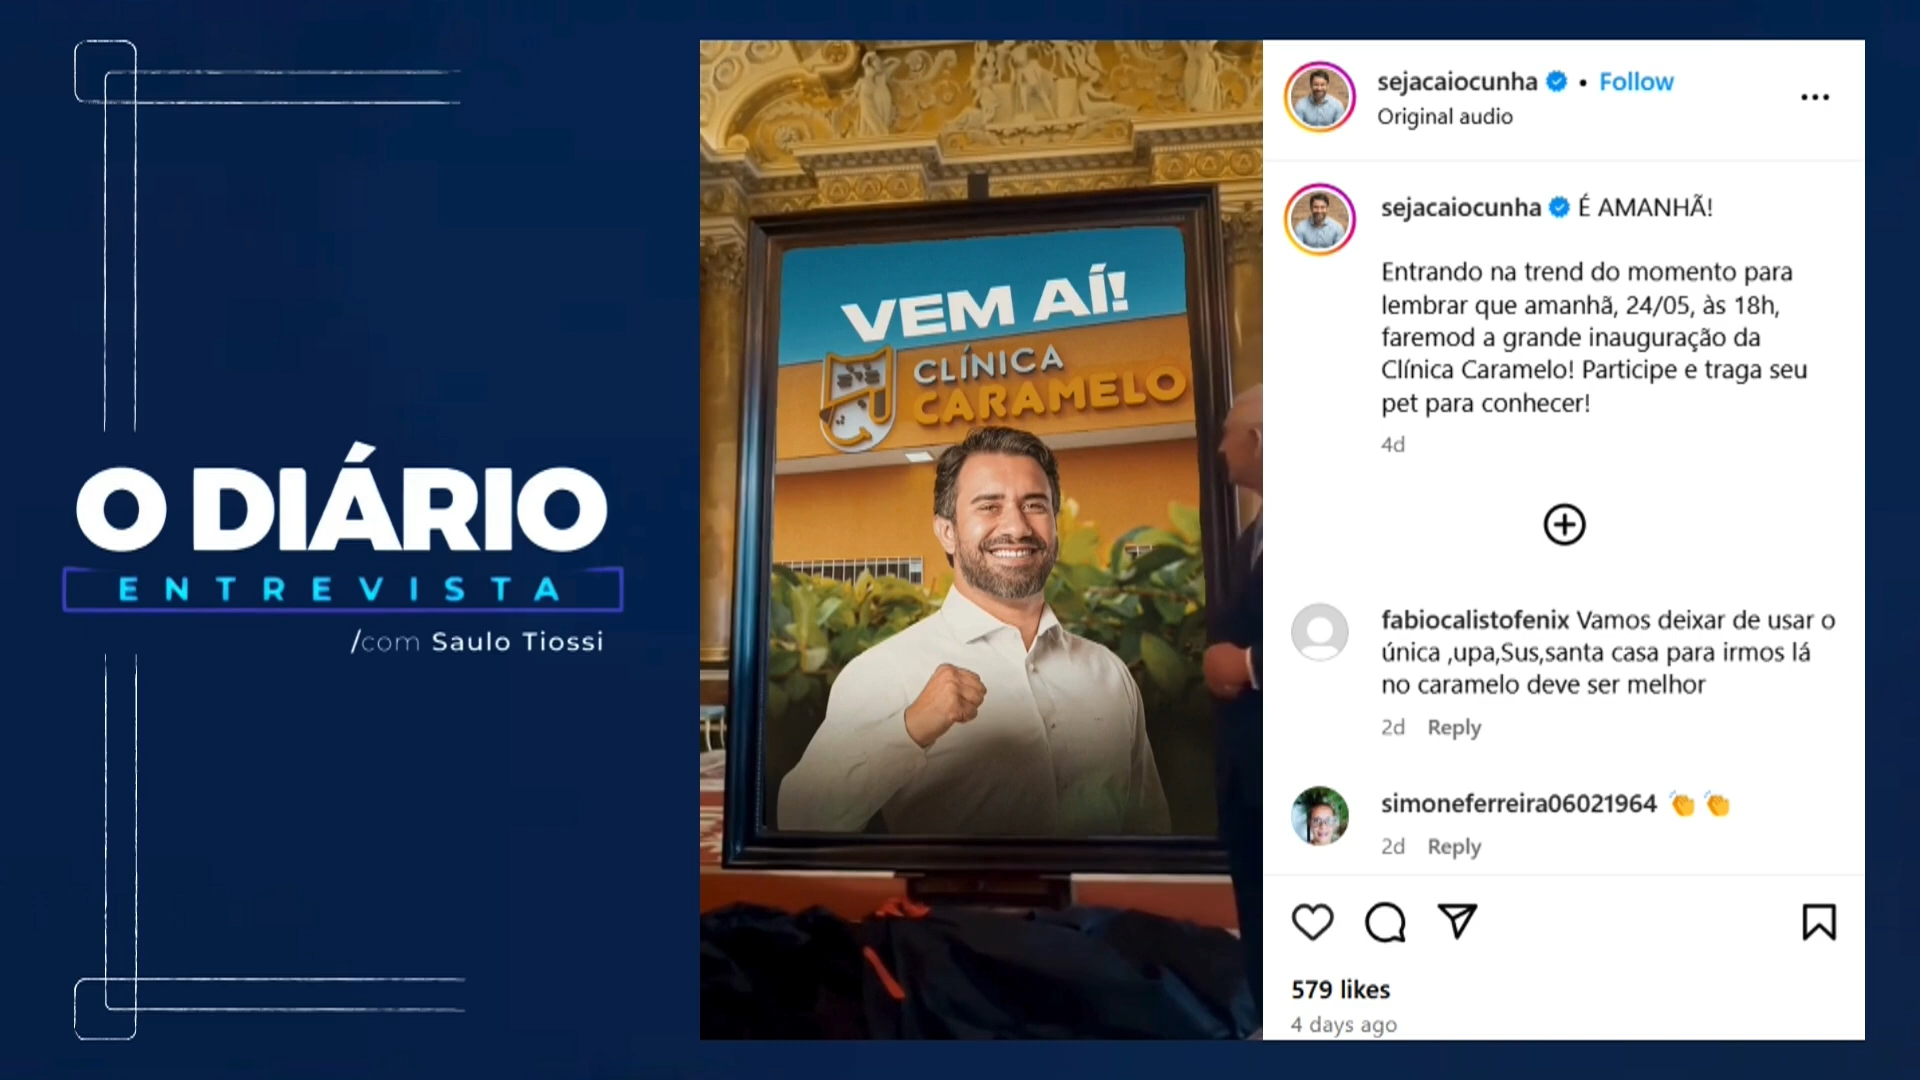 O DIÁRIO
ENTREVISTA
/com Saulo Tiossi
VEM AÍ!
CLÍNICA
CARAMELO
sejacaiocunha • Follow
Original audio
sejacaiocunha É AMANHÃ!
Entrando na trend do momento para
lembrar que amanhã, 24/05, às 18h,
faremod a grande inauguração da
Clínica Caramelo! Participe e traga seu
pet para conhecer!
4d
fabiocalistofenix Vamos deixar de usar o
única ,upa,Sus,santa casa para irmos lá
no caramelo deve ser melhor
2d Reply
simoneferreira06021964 👏 👏
2d Reply
579 likes
4 days ago